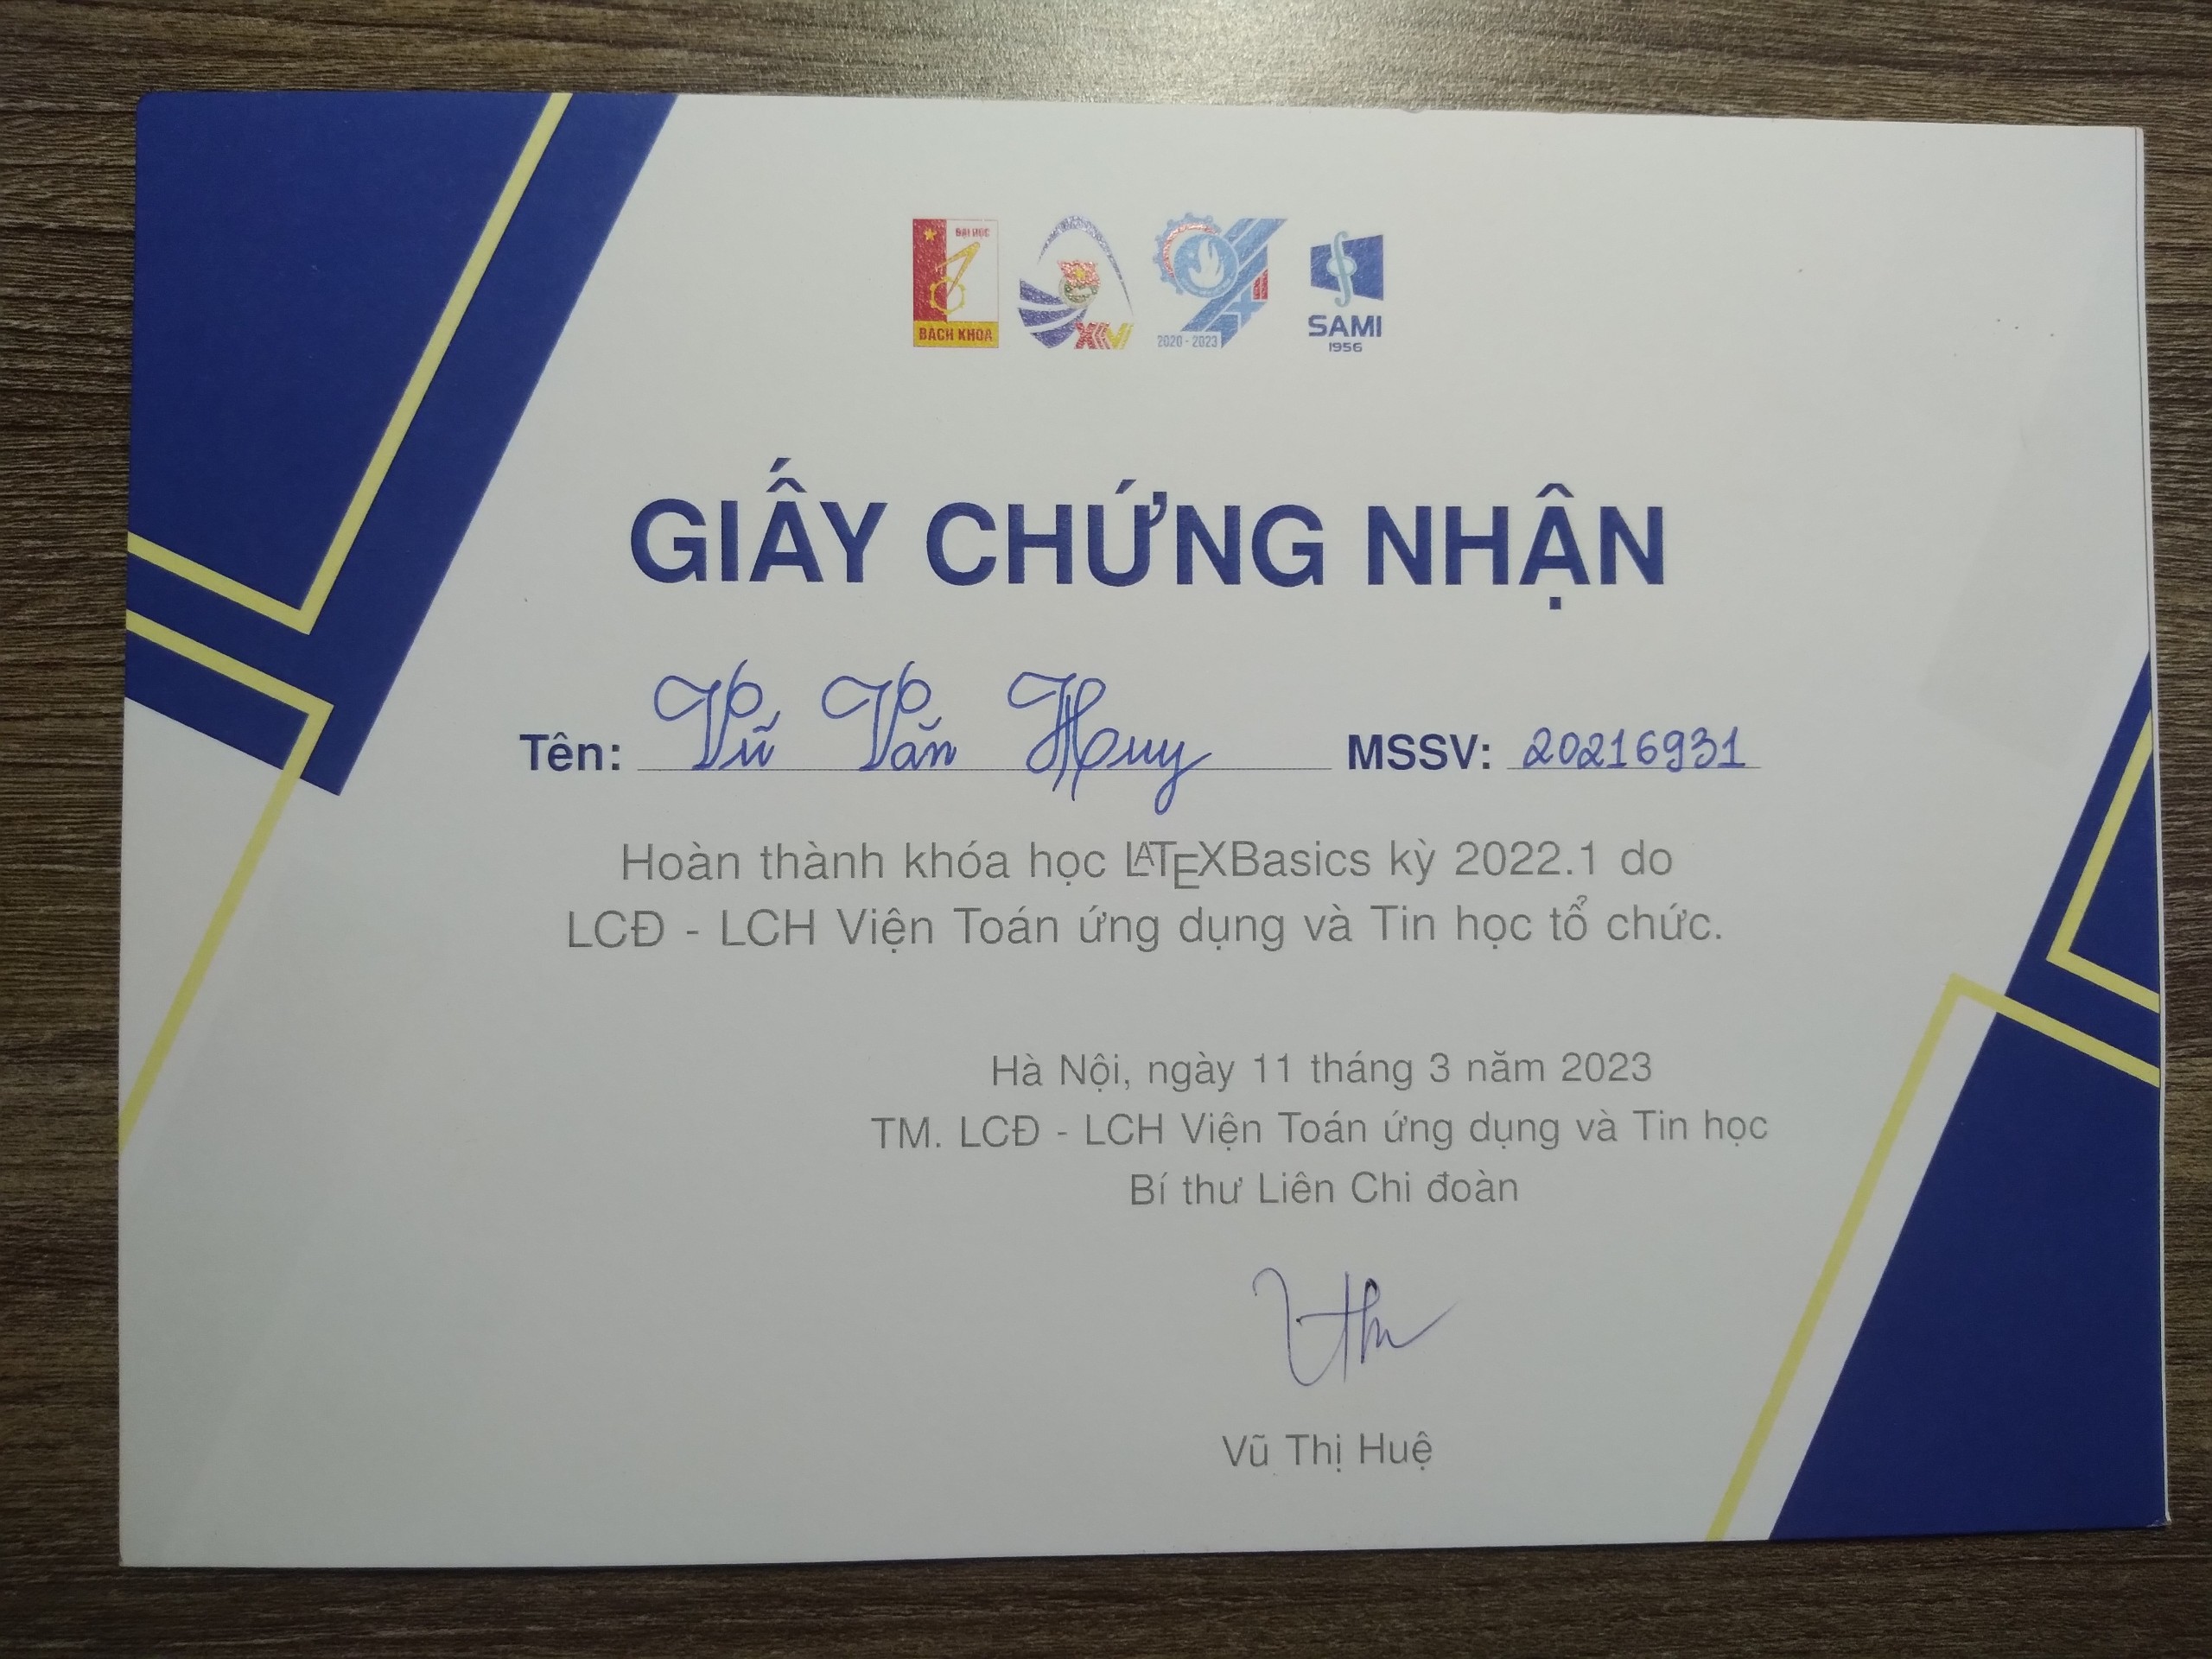 ĐẠI HỌC
BÁCH KHOA
XIVI
2020 - 2023
SAMI
1956
GIẤY CHỨNG NHẬN
Tên: Vũ Văn Huy MSSV: 20216931
Hoàn thành khóa học LATEXBasics kỳ 2022.1 do
LCĐ - LCH Viện Toán ứng dụng và Tin học tổ chức.
Hà Nội, ngày 11 tháng 3 năm 2023
TM. LCĐ - LCH Viện Toán ứng dụng và Tin học
Bí thư Liên Chi đoàn
Vũ Thị Huệ